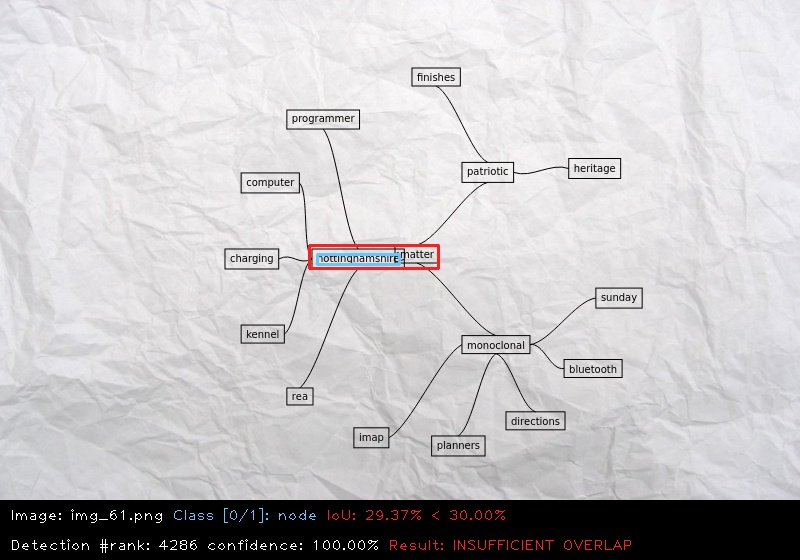 finishes
programmer
patriotic
heritage
computer
matter
nottinghamshire
charging
sunday
kennel
monoclonal
bluetooth
rea
directions
imap
planners
Image: img_61.png Class [0/1]: node IoU: 29.37% < 30.00%
Detection #rank: 4286 confidence: 100.00% Result: INSUFFICIENT OVERLAP